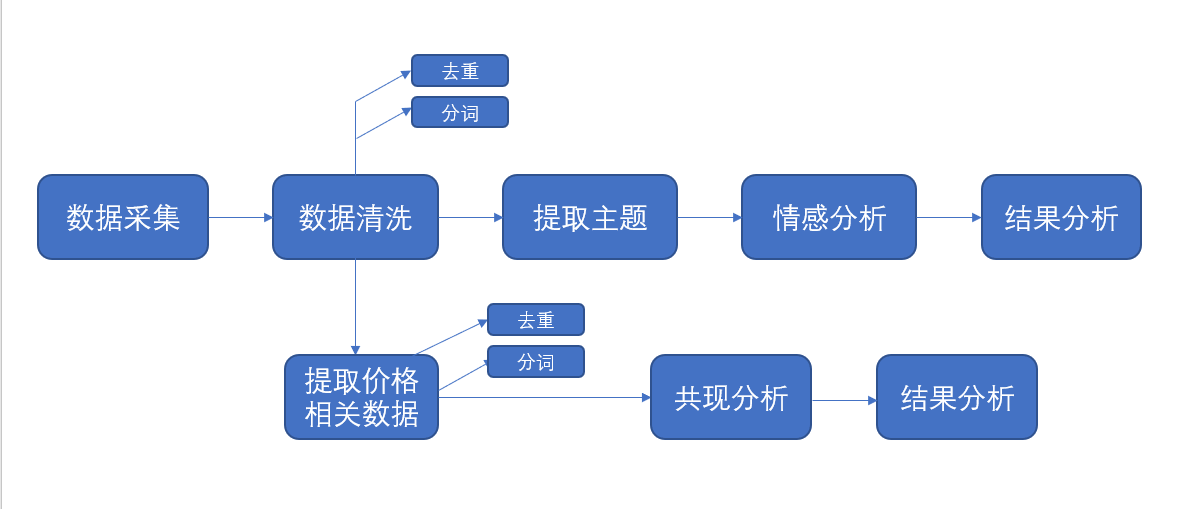 去重
分词
数据采集
数据清洗
提取主题
情感分析
结果分析
去重
分词
提取价格
相关数据
共现分析
结果分析